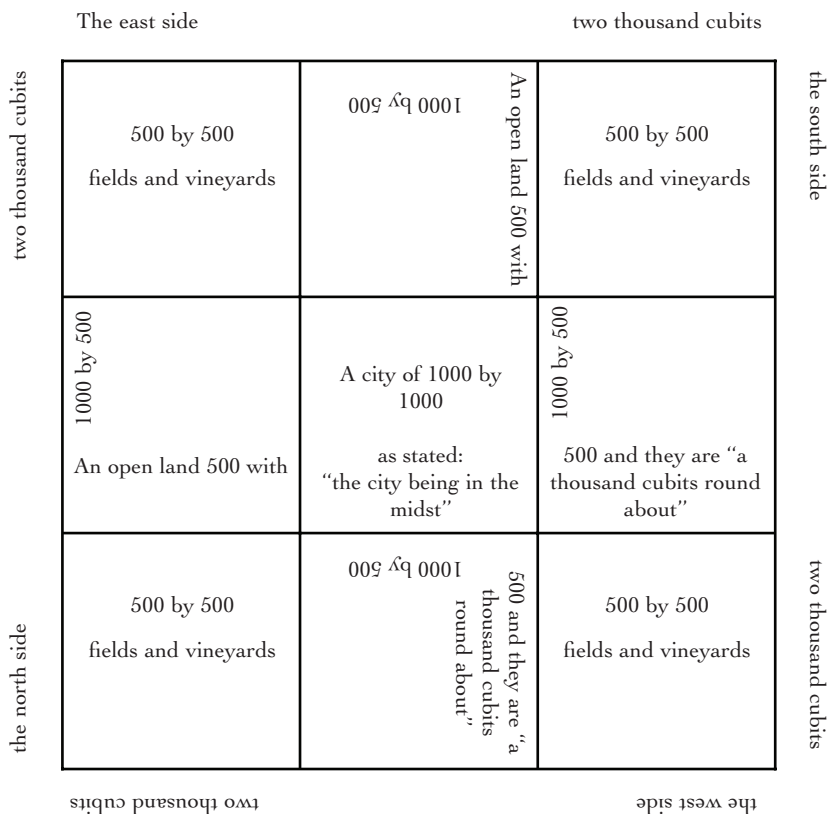 The east side
two thousand cubits
two thousand cubits
the south side
500 by 500
fields and vineyards
1000 by 500
An open land 500 with
500 by 500
fields and vineyards
1000 by 500
An open land 500 with
A city of 1000 by
1000
as stated:
“the city being in the
midst”
1000 by 500
500 and they are “a
thousand cubits round
about”
500 by 500
fields and vineyards
1000 by 500
500 and they are “a
thousand cubits
round about”
500 by 500
fields and vineyards
the north side
two thousand cubits
two thousand cubits
the west side